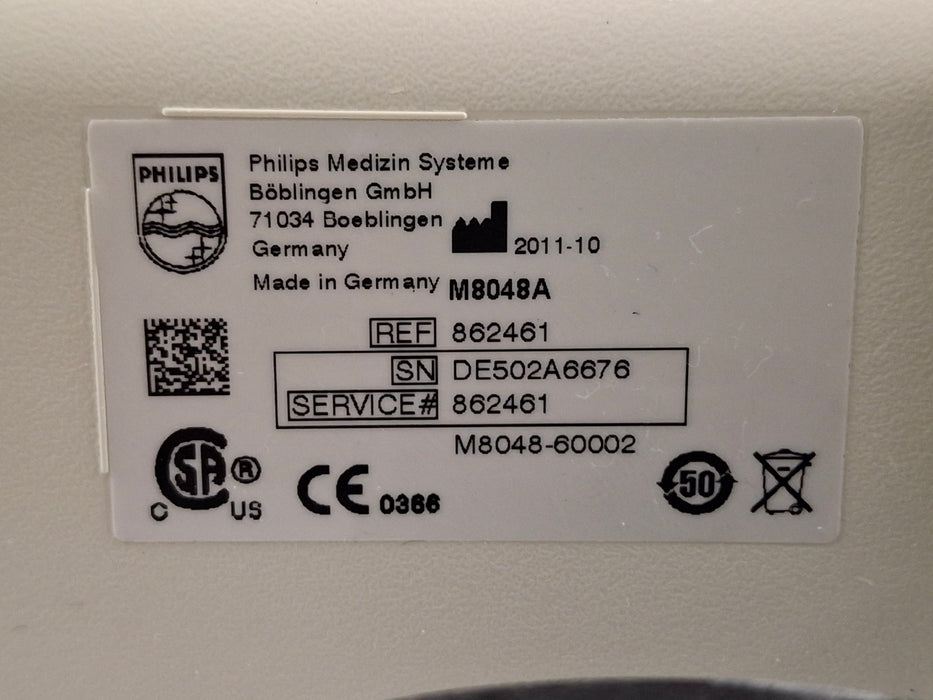 PHILIPS
Philips Medizin Systeme
Böblingen GmbH
71034 Boeblingen
Germany
2011-10
Made in Germany M8048A
REF 862461
SN DE502A6676
SERVICE# 862461
M8048-60002
CSA® C US
CE 0366
50